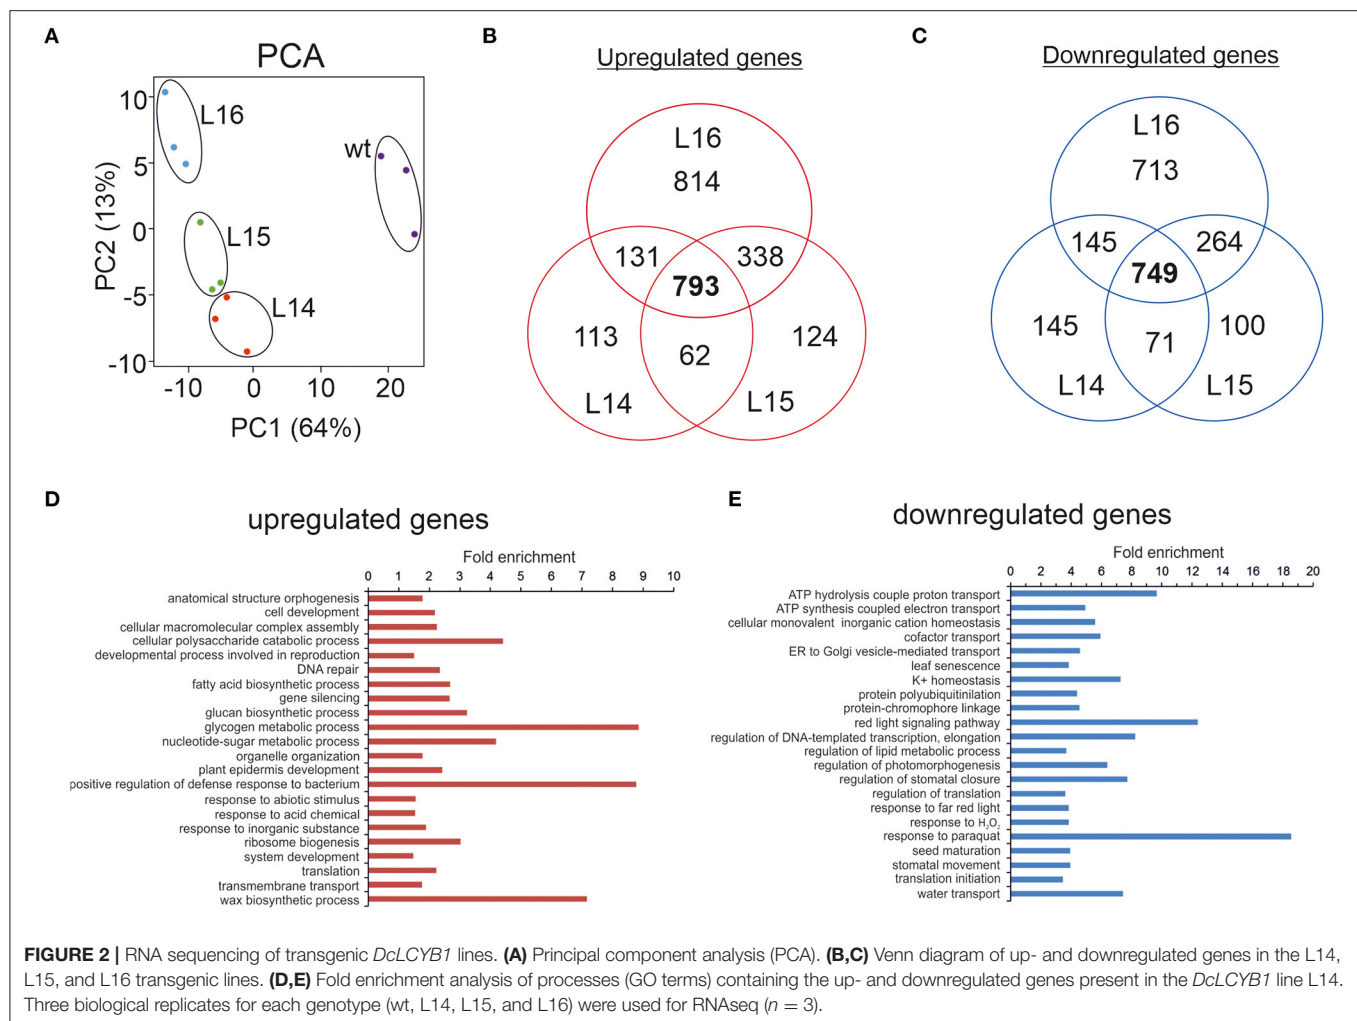 A
PCA
10
5
0
-5
-10
-10 0 10 20
PC2 (13%)
PC1 (64%)
L16
wt
L15
L14
B
Upregulated genes
L16
814
131
338
793
113
62
124
L14
L15
C
Downregulated genes
L16
713
145
264
749
145
71
100
L14
L15
D
upregulated genes
Fold enrichment
0 1 2 3 4 5 6 7 8 9 10
anatomical structure orphogenesis
cell development
cellular macromolecular complex assembly
cellular polysaccharide catabolic process
developmental process involved in reproduction
DNA repair
fatty acid biosynthetic process
gene silencing
glucan biosynthetic process
glycogen metabolic process
nucleotide-sugar metabolic process
organelle organization
plant epidermis development
positive regulation of defense response to bacterium
response to abiotic stimulus
response to acid chemical
response to inorganic substance
ribosome biogenesis
system development
translation
transmembrane transport
wax biosynthetic process
E
downregulated genes
Fold enrichment
0 2 4 6 8 10 12 14 16 18 20
ATP hydrolysis couple proton transport
ATP synthesis coupled electron transport
cellular monovalent inorganic cation homeostasis
cofactor transport
ER to Golgi vesicle-mediated transport
leaf senescence
K+ homeostasis
protein polyubiquitinilation
protein-chromophore linkage
red light signaling pathway
regulation of DNA-templated transcription, elongation
regulation of lipid metabolic process
regulation of photomorphogenesis
regulation of stomatal closure
regulation of translation
response to far red light
response to H₂O₂
response to paraquat
seed maturation
stomatal movement
translation initiation
water transport
FIGURE 2 | RNA sequencing of transgenic DcLCYB1 lines. (A) Principal component analysis (PCA). (B,C) Venn diagram of up- and downregulated genes in the L14,
L15, and L16 transgenic lines. (D,E) Fold enrichment analysis of processes (GO terms) containing the up- and downregulated genes present in the DcLCYB1 line L14.
Three biological replicates for each genotype (wt, L14, L15, and L16) were used for RNAseq (n = 3).